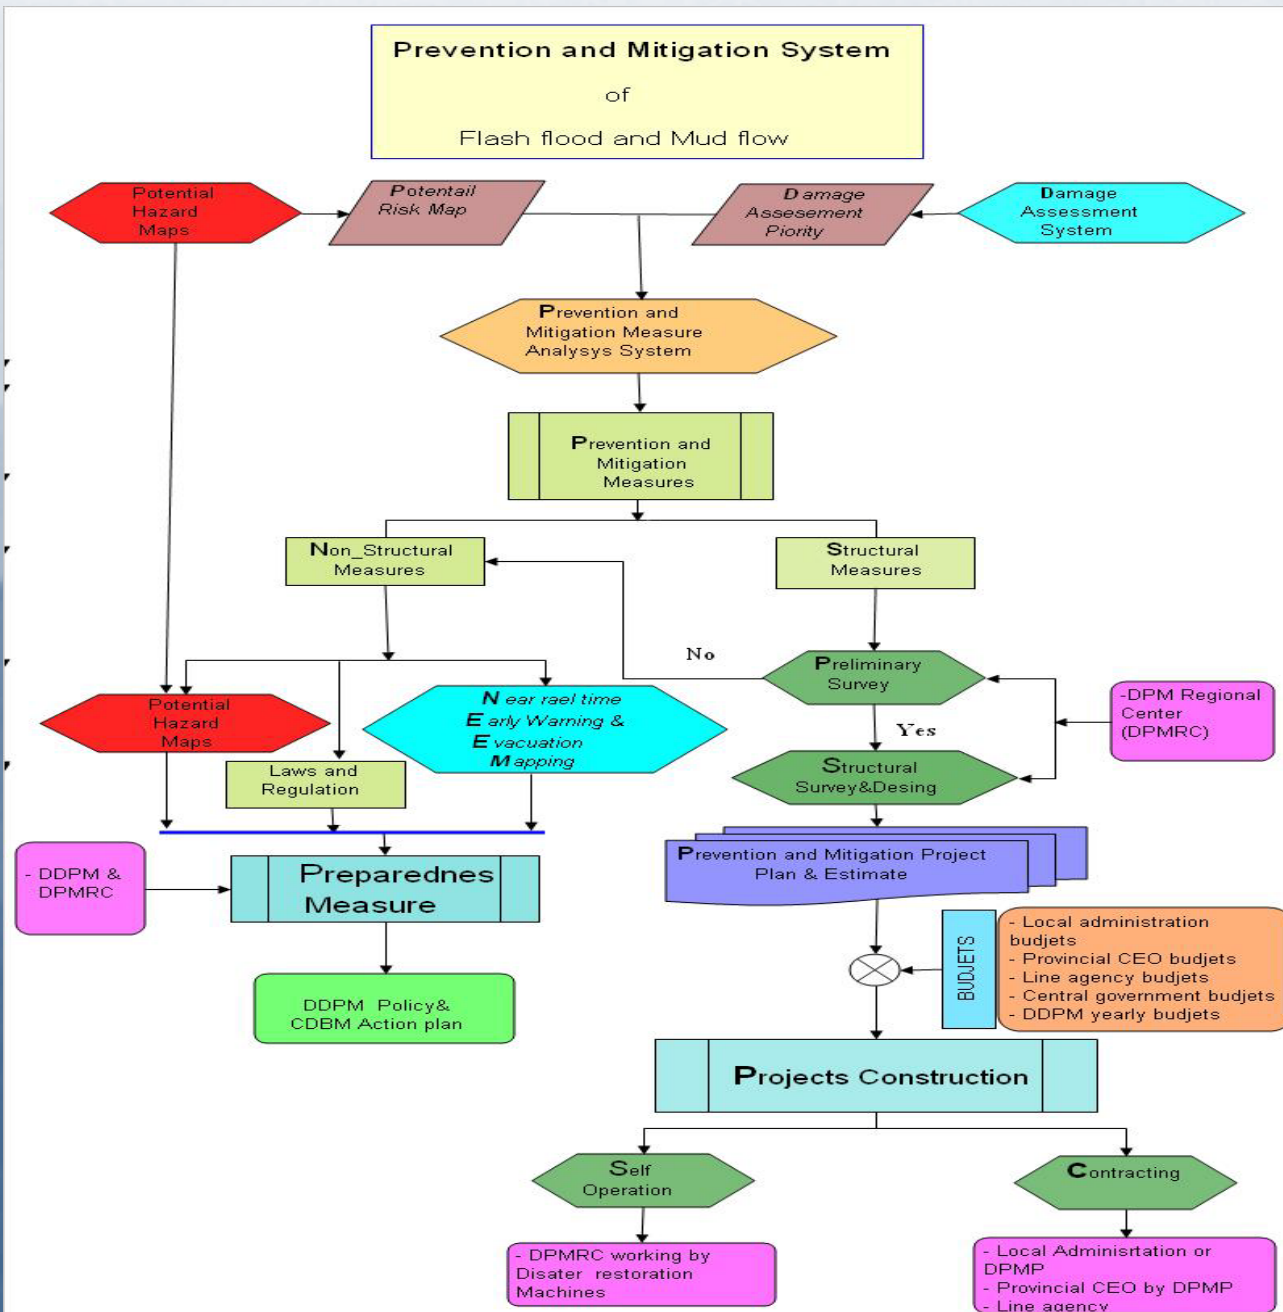 Prevention and Mitigation System
of
Flash flood and Mud flow
Potential
Hazard
Maps
Potentail
Risk Map
Damage
Assesement
Piority
Damage
Assessment
System
Prevention and
Mitigation Measure
Analysys System
Prevention and
Mitigation
Measures
Non_Structural
Measures
Structural
Measures
No
Preliminary
Survey
-DPM Regional
Center
(DPMRC)
Yes
Potential
Hazard
Maps
Near rael time
Early Warning &
Evacuation
Mapping
Laws and
Regulation
Structural
Survey&Desing
- DDPM &
DPMRC
Preparednes
Measure
Prevention and Mitigation Project
Plan & Estimate
DDPM Policy&
CDBM Action plan
BUDJETS
- Local administration
budjets
- Provincial CEO budjets
- Line agency budjets
- Central government budjets
- DDPM yearly budjets
Projects Construction
Self
Operation
Contracting
- DPMRC working by
Disater restoration
Machines
- Local Adminisrtation or
DPMP
- Provincial CEO by DPMP
- Line agency